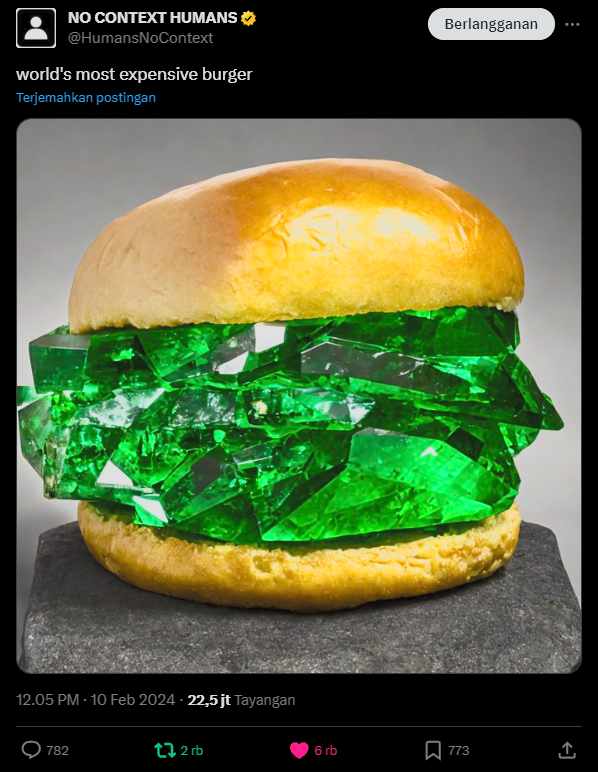 NO CONTEXT HUMANS
@HumansNoContext
Berlangganan
world's most expensive burger
Terjemahkan postingan
12.05 PM · 10 Feb 2024 · 22,5 jt Tayangan
782 2 rb 6 rb 773